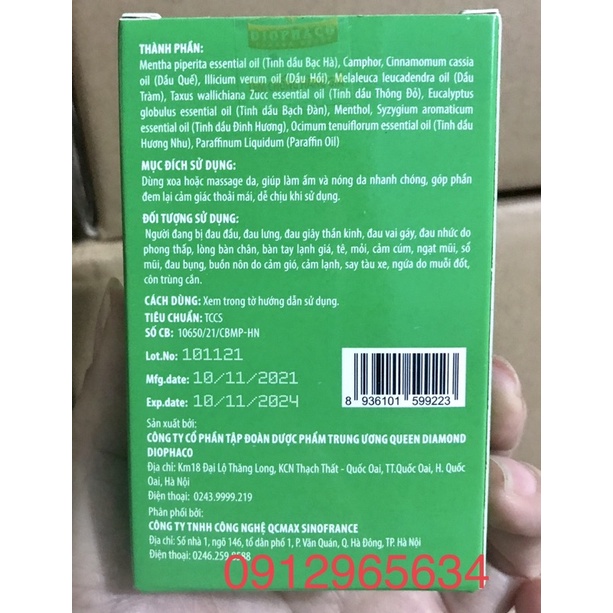 DIOPHACO
THÀNH PHẦN:
Mentha piperita essential oil (Tinh dầu Bạc Hà), Camphor, Cinnamomum cassia
oil (Dầu Quế), Illicium verum oil (Dầu Hồi), Melaleuca leucadendra oil (Dầu
Tràm), Taxus wallichiana Zucc essential oil (Tinh dầu Thông Đỏ), Eucalyptus
globulus essential oil (Tinh dầu Bạch Đàn), Menthol, Syzygium aromaticum
essential oil (Tinh dầu Đinh Hương), Ocimum tenuiflorum essential oil (Tinh dầu
Hương Nhu), Paraffinum Liquidum (Paraffin Oil)
MỤC ĐÍCH SỬ DỤNG:
Dùng xoa hoặc massage da, giúp làm ấm và nóng da nhanh chóng, góp phần
đem lại cảm giác thoải mái, dễ chịu khi sử dụng.
ĐỐI TƯỢNG SỬ DỤNG:
Người đang bị đau đầu, đau lưng, đau giây thần kinh, đau vai gáy, đau nhức do
phong thấp, lòng bàn chân, bàn tay lạnh giá, tê, mỏi, cảm cúm, ngạt mũi, sổ
mũi, đau bụng, buồn nôn do cảm gió, cảm lạnh, say tàu xe, ngứa do muỗi đốt,
côn trùng cắn.
CÁCH DÙNG: Xem trong tờ hướng dẫn sử dụng.
TIÊU CHUẨN: TCCS
SỐ CB: 10650/21/CBMP-HN
Lot.No: 101121
Mfg.date: 10/11/2021
Exp.date: 10/11/2024
8 936101 599223
Sản xuất bởi:
CÔNG TY CỔ PHẦN TẬP ĐOÀN DƯỢC PHẨM TRUNG ƯƠNG QUEEN DIAMOND
DIOPHACO
Địa chỉ: Km18 Đại Lộ Thăng Long, KCN Thạch Thất - Quốc Oai, TT.Quốc Oai, H. Quốc
Oai, Hà Nội
Điện thoại: 0243.9999.219
Phân phối bởi:
CÔNG TY TNHH CÔNG NGHỆ QCMAX SINOFRANCE
Địa chỉ: Số nhà 1, ngõ 146, tổ dân phố 1, P. Văn Quán, Q. Hà Đông, TP. Hà Nội
Điện thoại:
0912965634